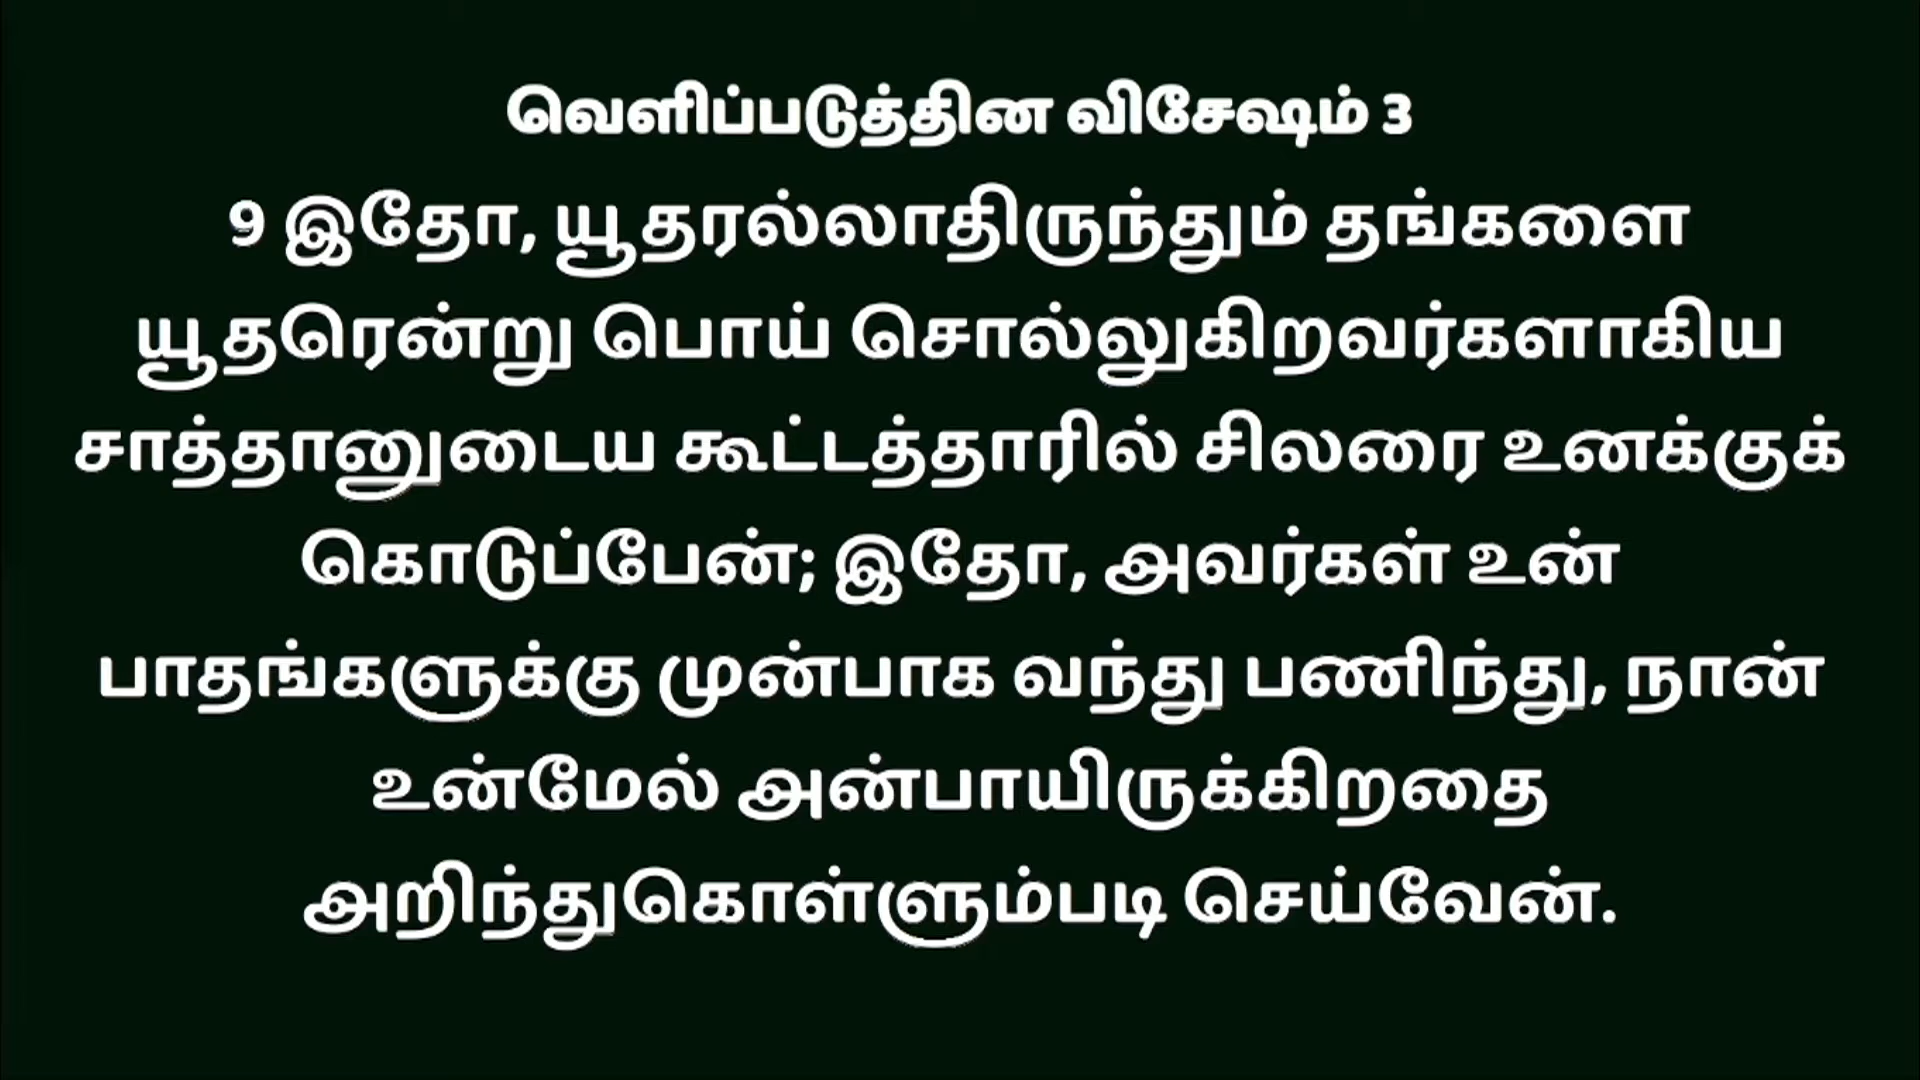 வெளிப்படுத்தின விசேஷம் 3
9 இதோ, யூதரல்லாதிருந்தும் தங்களை
யூதரென்று பொய் சொல்லுகிறவர்களாகிய
சாத்தானுடைய கூட்டத்தாரில் சிலரை உனக்குக்
கொடுப்பேன்; இதோ, அவர்கள் உன்
பாதங்களுக்கு முன்பாக வந்து பணிந்து, நான்
உன்மேல் அன்பாயிருக்கிறதை
அறிந்துகொள்ளும்படி செய்வேன்.